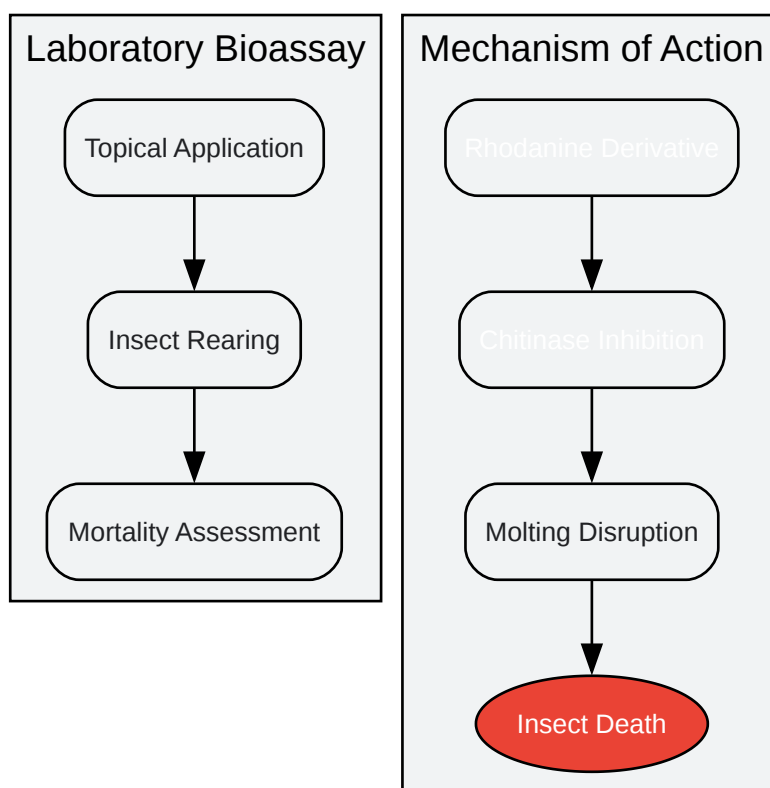 Laboratory Bioassay
Topical Application
Insect Rearing
Mortality Assessment
Mechanism of Action
Rhodanine Derivative
Chitinase Inhibition
Molting Disruption
Insect Death